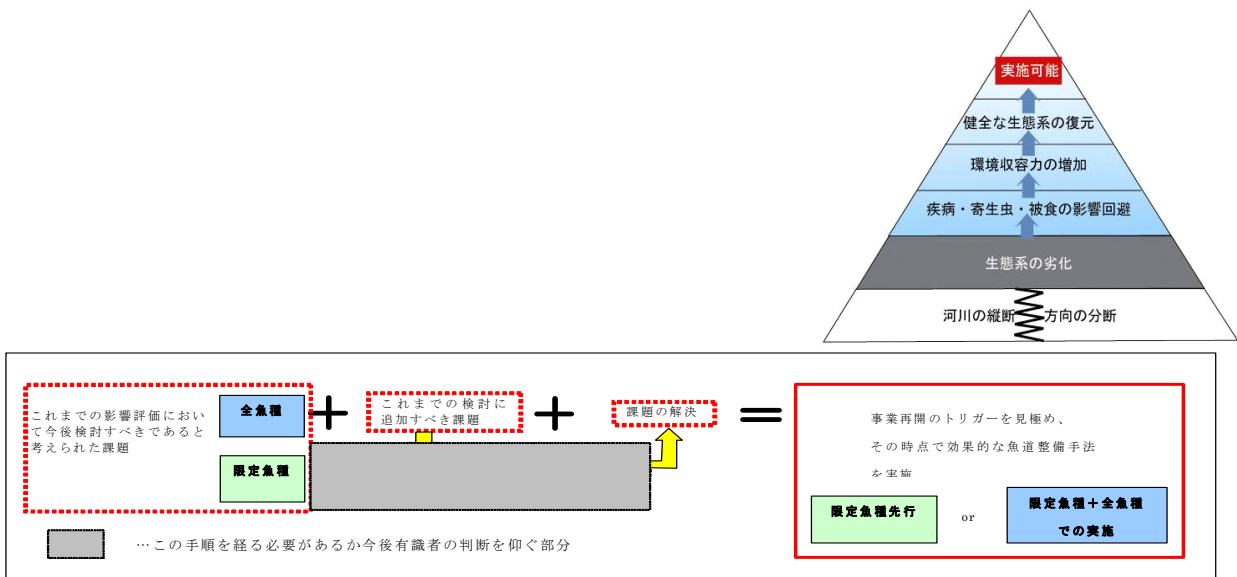 実施可能
健全な生態系の復元
環境収容力の増加
疾病・寄生虫・被食の影響回避
生態系の劣化
河川の縦断 方向の分断
これまでの影響評価におい
て今後検討すべきであると
考えられた課題
全魚種
限定魚種
+
これまでの検討に
追加すべき課題
+
課題の解決
=
事業再開のトリガーを見極め、
その時点で効果的な魚道整備手法
を実施
限定魚種先行
or
限定魚種+全魚種
での実施
…この手順を経る必要があるか今後有識者の判断を仰ぐ部分